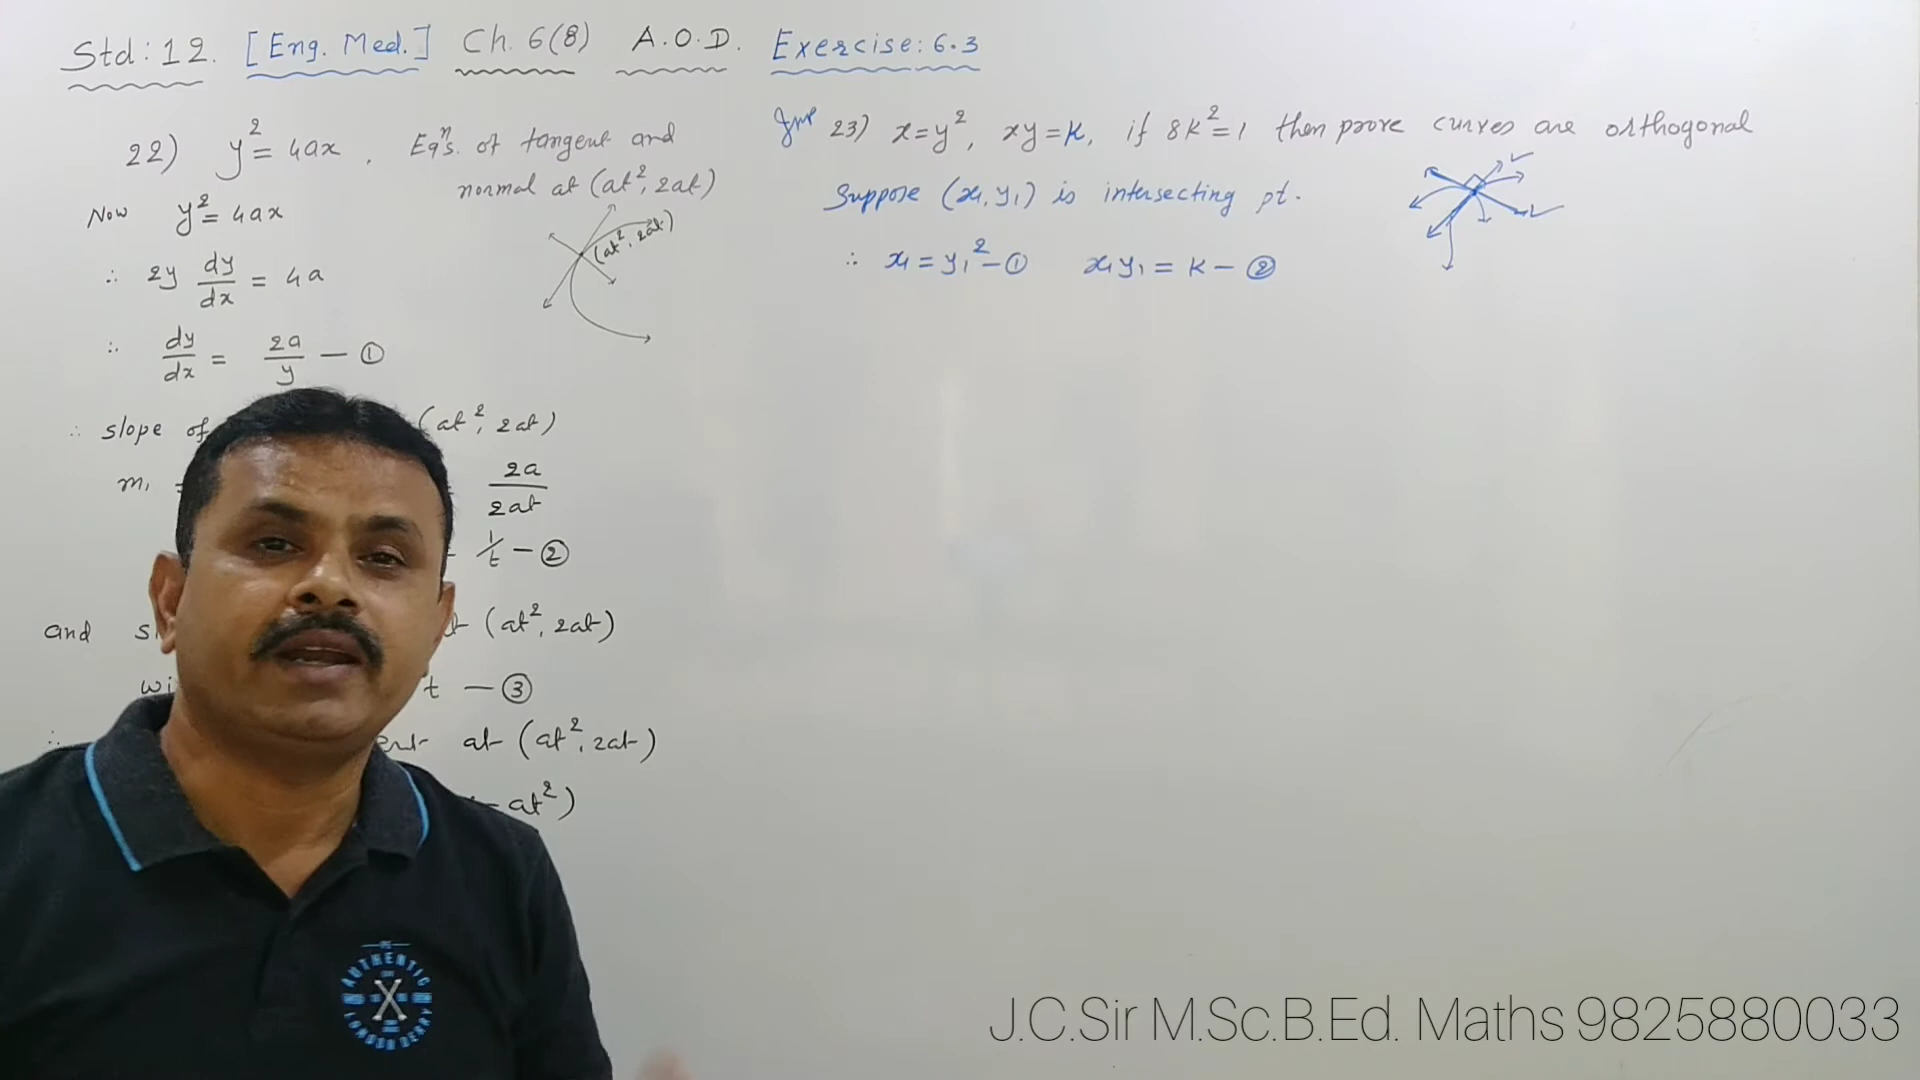 Std: 12. [Eng. Med.] Ch. 6(8) A.O.D. Exercise: 6.3
22) y² = 4ax, Eqⁿs. of tangent and
normal at (at², 2at)
Now y² = 4ax
(at², 2at)
∴ 2y dy/dx = 4a
∴ dy/dx = 2a/y — ①
∴ slope of (at², 2at)
m₁ = 2a/2at
1/t — ②
and (at², 2at)
t — ③
∴ at (at², 2at)
- at²)
Imp 23) x = y², xy = k, if 8k² = 1 then prove curves are orthogonal
Suppose (x₁, y₁) is intersecting pt.
∴ x₁ = y₁² — ① x₁y₁ = k — ②
AUTHENTIC
J.C.Sir M.Sc.B.Ed. Maths 9825880033